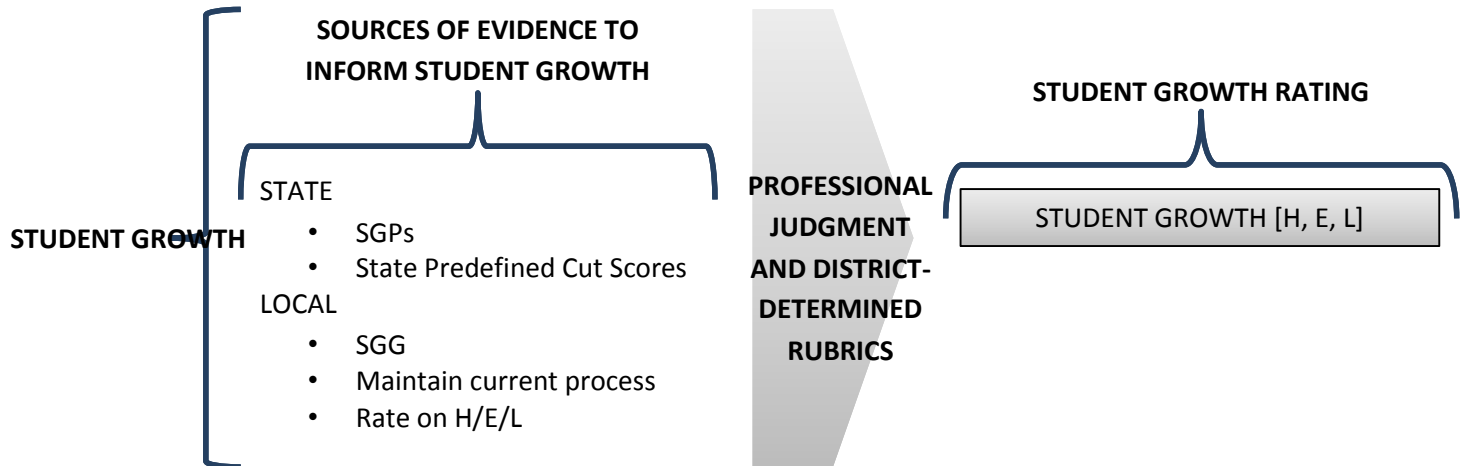 SOURCES OF EVIDENCE TO
INFORM STUDENT GROWTH
STUDENT GROWTH
STATE
• SGPs
• State Predefined Cut Scores
LOCAL
• SGG
• Maintain current process
• Rate on H/E/L
PROFESSIONAL
JUDGMENT
AND DISTRICT-
DETERMINED
RUBRICS
STUDENT GROWTH RATING
STUDENT GROWTH [H, E, L]